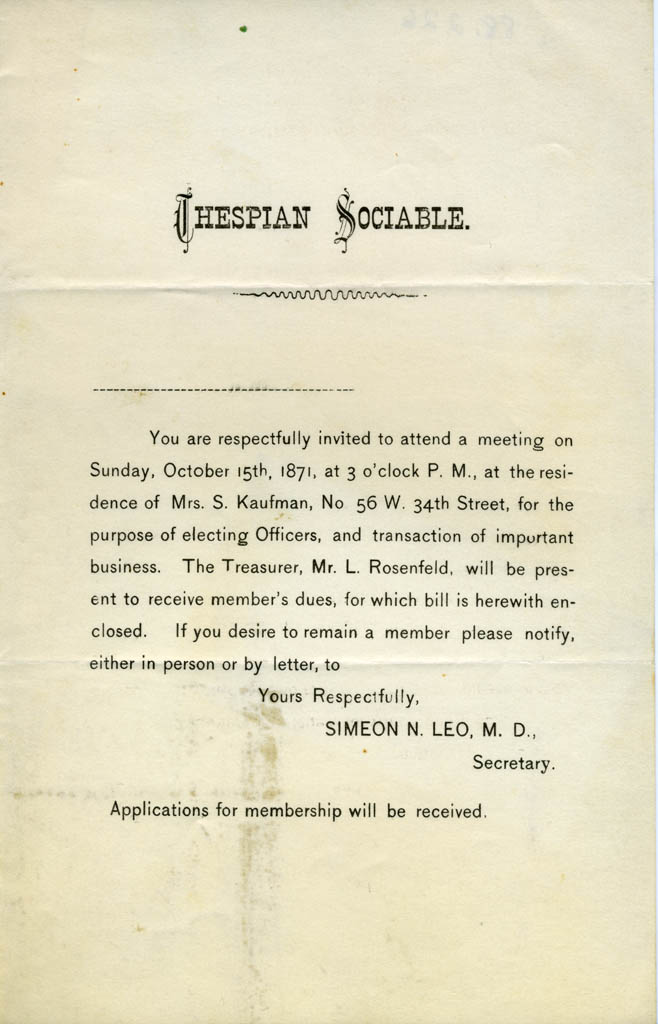 THESPIAN SOCIABLE.
You are respectfully invited to attend a meeting on
Sunday, October 15th, 1871, at 3 o'clock P. M., at the resi-
dence of Mrs. S. Kaufman, No 56 W. 34th Street, for the
purpose of electing Officers, and transaction of important
business. The Treasurer, Mr. L. Rosenfeld, will be pres-
ent to receive member's dues, for which bill is herewith en-
closed. If you desire to remain a member please notify,
either in person or by letter, to
Yours Respectfully,
SIMEON N. LEO, M. D.,
Secretary.
Applications for membership will be received.